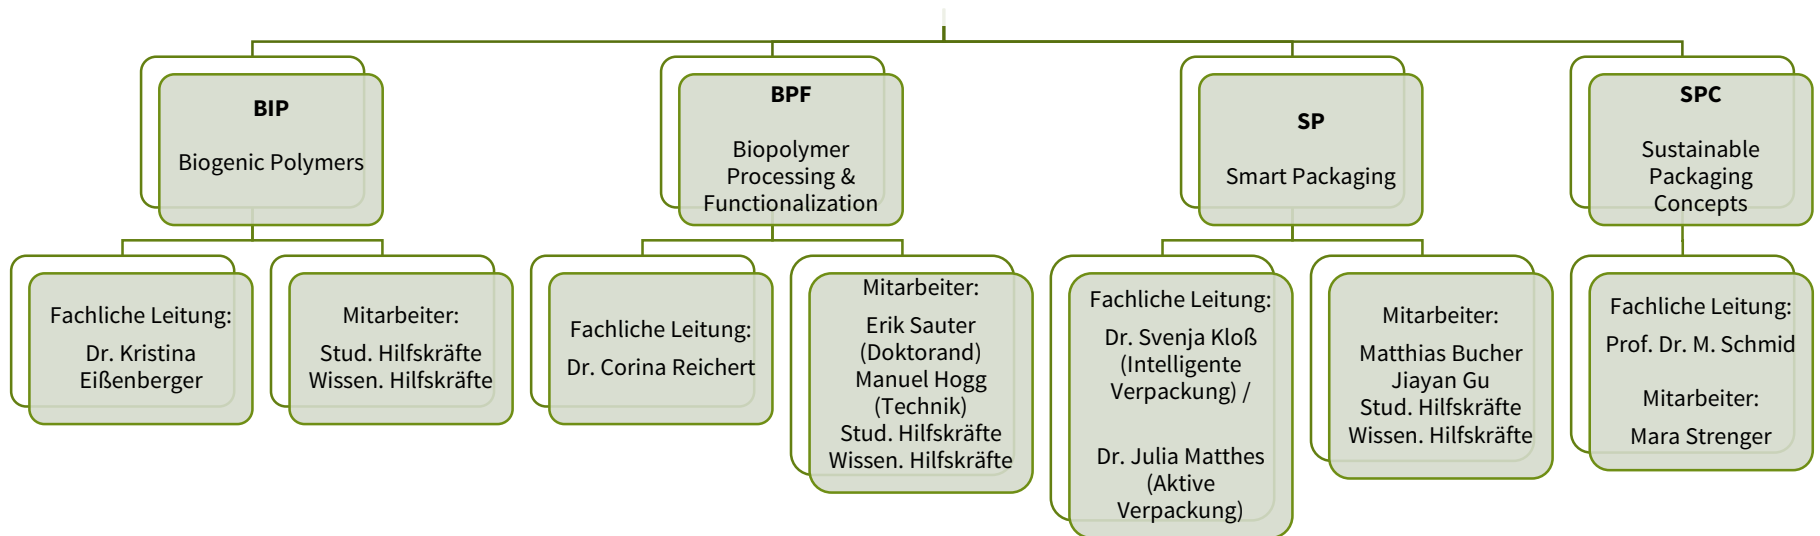 BIP
Biogenic Polymers
BPF
Biopolymer
Processing &
Functionalization
SP
Smart Packaging
SPC
Sustainable
Packaging
Concepts
Fachliche Leitung:
Dr. Kristina
Eißenberger
Mitarbeiter:
Stud. Hilfskräfte
Wissen. Hilfskräfte
Fachliche Leitung:
Dr. Corina Reichert
Mitarbeiter:
Erik Sauter
(Doktorand)
Manuel Hogg
(Technik)
Stud. Hilfskräfte
Wissen. Hilfskräfte
Fachliche Leitung:
Dr. Svenja Kloß
(Intelligente
Verpackung) /
Dr. Julia Matthes
(Aktive
Verpackung)
Mitarbeiter:
Matthias Bucher
Jiayan Gu
Stud. Hilfskräfte
Wissen. Hilfskräfte
Fachliche Leitung:
Prof. Dr. M. Schmid
Mitarbeiter:
Mara Strenger